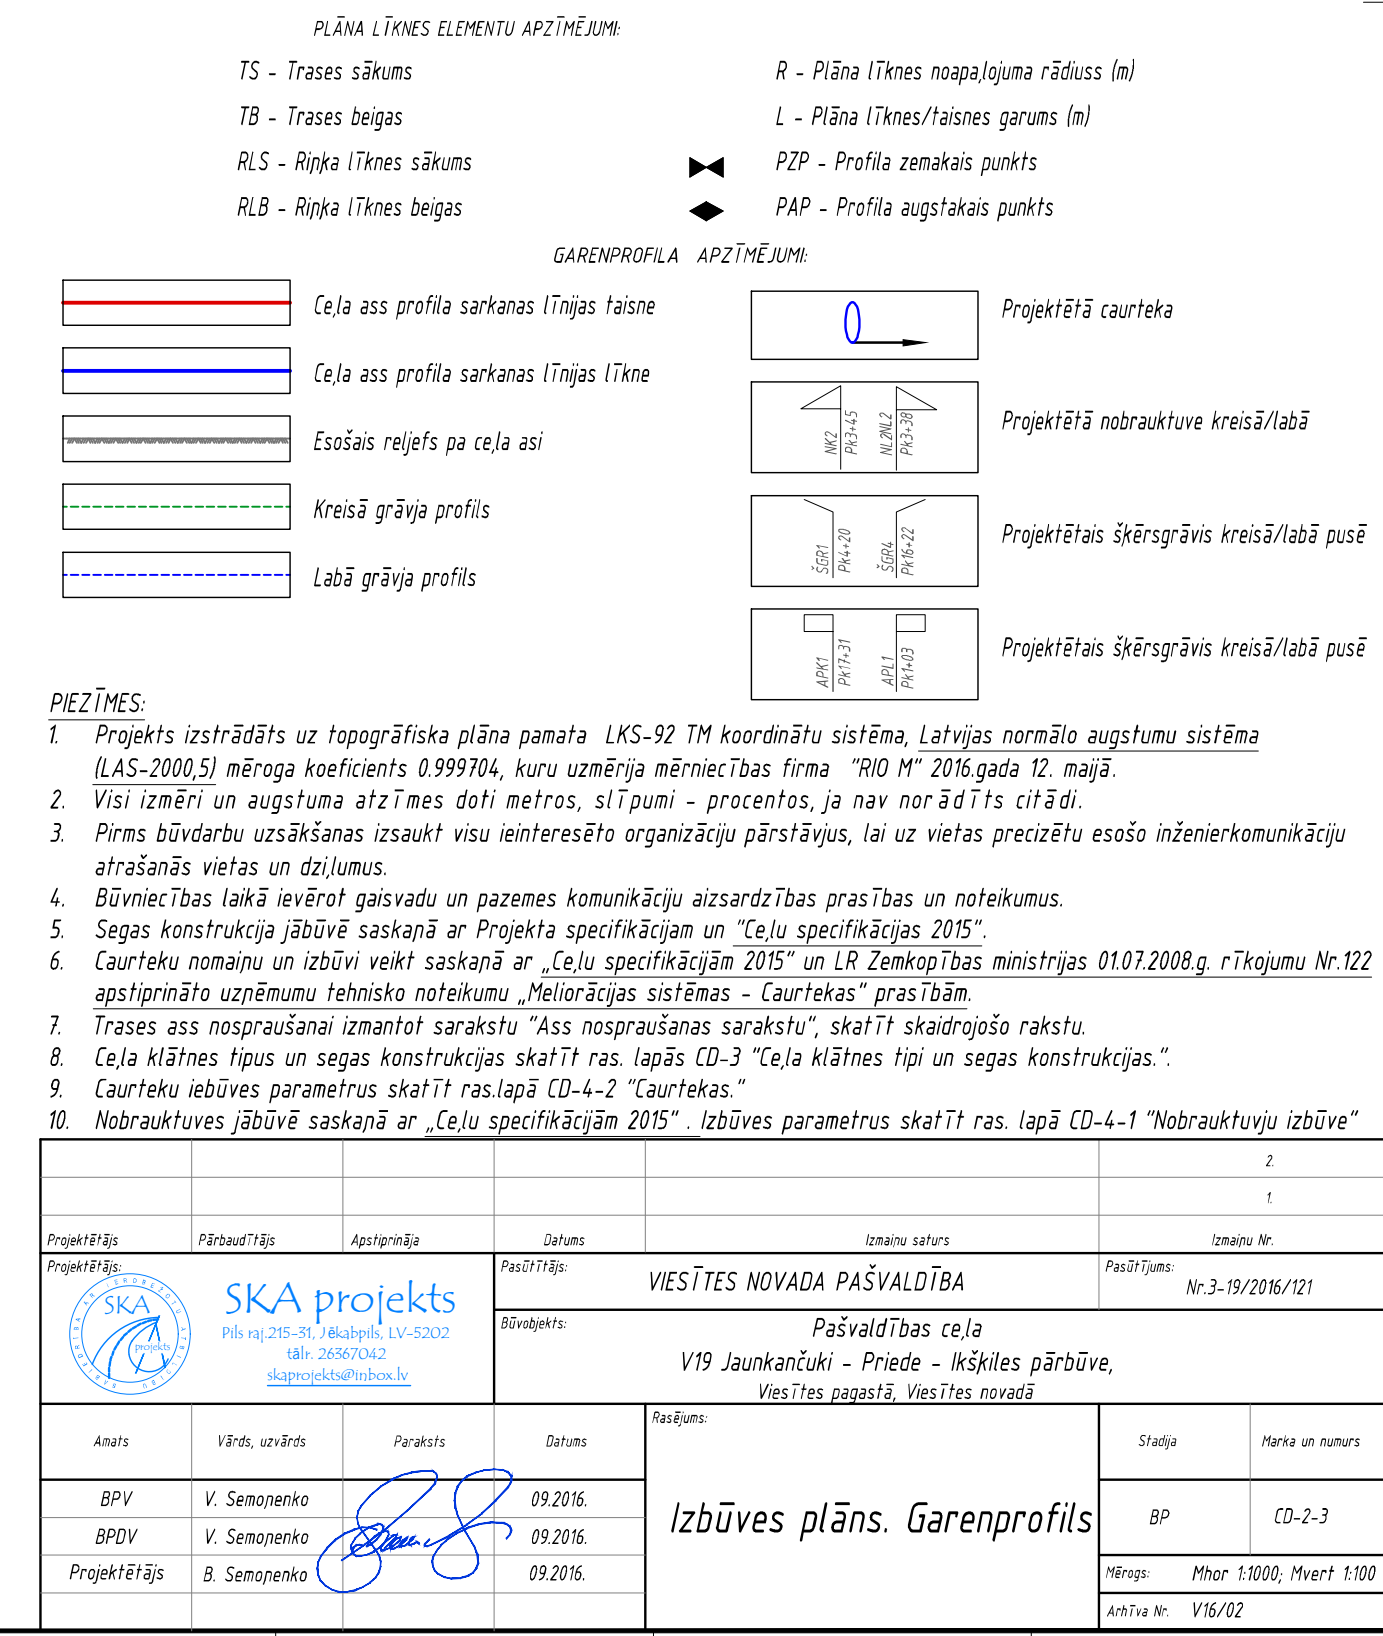 PLĀNA LĪKNES ELEMENTU APZĪMĒJUMI:
TS - Trases sākums
R - Plāna līknes noapaļojuma rādiuss (m)
TB - Trases beigas
L - Plāna līknes/taisnes garums (m)
RLS - Riņķa līknes sākums
PZP - Profila zemakais punkts
RLB - Riņķa līknes beigas
PAP - Profila augstakais punkts
GARENPROFILA APZĪMĒJUMI:
Ceļa ass profila sarkanas līnijas taisne
Ceļa ass profila sarkanas līnijas līkne
Esošais reljefs pa ceļa asi
Kreisā grāvja profils
Labā grāvja profils
Projektētā caurteka
NK2
Pk3+45
NL2NL2
Pk3+38
Projektētā nobrauktuve kreisā/labā
ŠGR1
Pk4+20
ŠGR4
Pk16+22
Projektētais šķērsgrāvis kreisā/labā pusē
APK1
Pk17+31
APL1
Pk1+03
Projektētais šķērsgrāvis kreisā/labā pusē
PIEZĪMES:
1. Projekts izstrādāts uz topogrāfiska plāna pamata LKS-92 TM koordinātu sistēma, Latvijas normālo augstumu sistēma
(LAS-2000,5) mēroga koeficients 0.999704, kuru uzmērija mērniecības firma "RIO M" 2016.gada 12. maijā.
2. Visi izmēri un augstuma atzīmes doti metros, slīpumi - procentos, ja nav norādīts citādi.
3. Pirms būvdarbu uzsākšanas izsaukt visu ieinteresēto organizāciju pārstāvjus, lai uz vietas precizētu esošo inženierkomunikāciju
atrašanās vietas un dziļumus.
4. Būvniecības laikā ievērot gaisvadu un pazemes komunikāciju aizsardzības prasības un noteikumus.
5. Segas konstrukcija jābūvē saskaņā ar Projekta specifikācijam un "Ceļu specifikācijas 2015".
6. Caurteku nomaiņu un izbūvi veikt saskaņā ar „Ceļu specifikācijām 2015" un LR Zemkopības ministrijas 01.07.2008.g. rīkojumu Nr.122
apstiprināto uzņēmumu tehnisko noteikumu „Meliorācijas sistēmas - Caurtekas" prasībām.
7. Trases ass nospraušanai izmantot sarakstu "Ass nospraušanas sarakstu", skatīt skaidrojošo rakstu.
8. Ceļa klātnes tipus un segas konstrukcijas skatīt ras. lapās CD-3 "Ceļa klātnes tipi un segas konstrukcijas.".
9. Caurteku iebūves parametrus skatīt ras.lapā CD-4-2 "Caurtekas."
10. Nobrauktuves jābūvē saskaņā ar „Ceļu specifikācijām 2015" . Izbūves parametrus skatīt ras. lapā CD-4-1 "Nobrauktuvju izbūve"
2.
1.
Projektētājs Pārbaudītājs Apstiprināja Datums Izmaiņu saturs Izmaiņu Nr.
Projektētājs:
SABIEDRĪBA AR IEROBEŽOTU ATBILDĪBU
SKA
projekts
SKA projekts
Pils raj.215-31, Jēkabpils, LV-5202
tālr. 26367042
skaprojekts@inbox.lv
Pasūtītājs:
VIESĪTES NOVADA PAŠVALDĪBA
Pasūtījums:
Nr.3-19/2016/121
Būvobjekts:
Pašvaldības ceļa
V19 Jaunkančuki - Priede - Ikšķiles pārbūve,
Viesītes pagastā, Viesītes novadā
Amats Vārds, uzvārds Paraksts Datums
BPV V. Semoņenko 09.2016.
BPDV V. Semoņenko 09.2016.
Projektētājs B. Semoņenko 09.2016.
Rasējums:
Izbūves plāns. Garenprofils
Stadija Marka un numurs
BP CD-2-3
Mērogs: Mhor 1:1000; Mvert 1:100
Arhīva Nr. V16/02